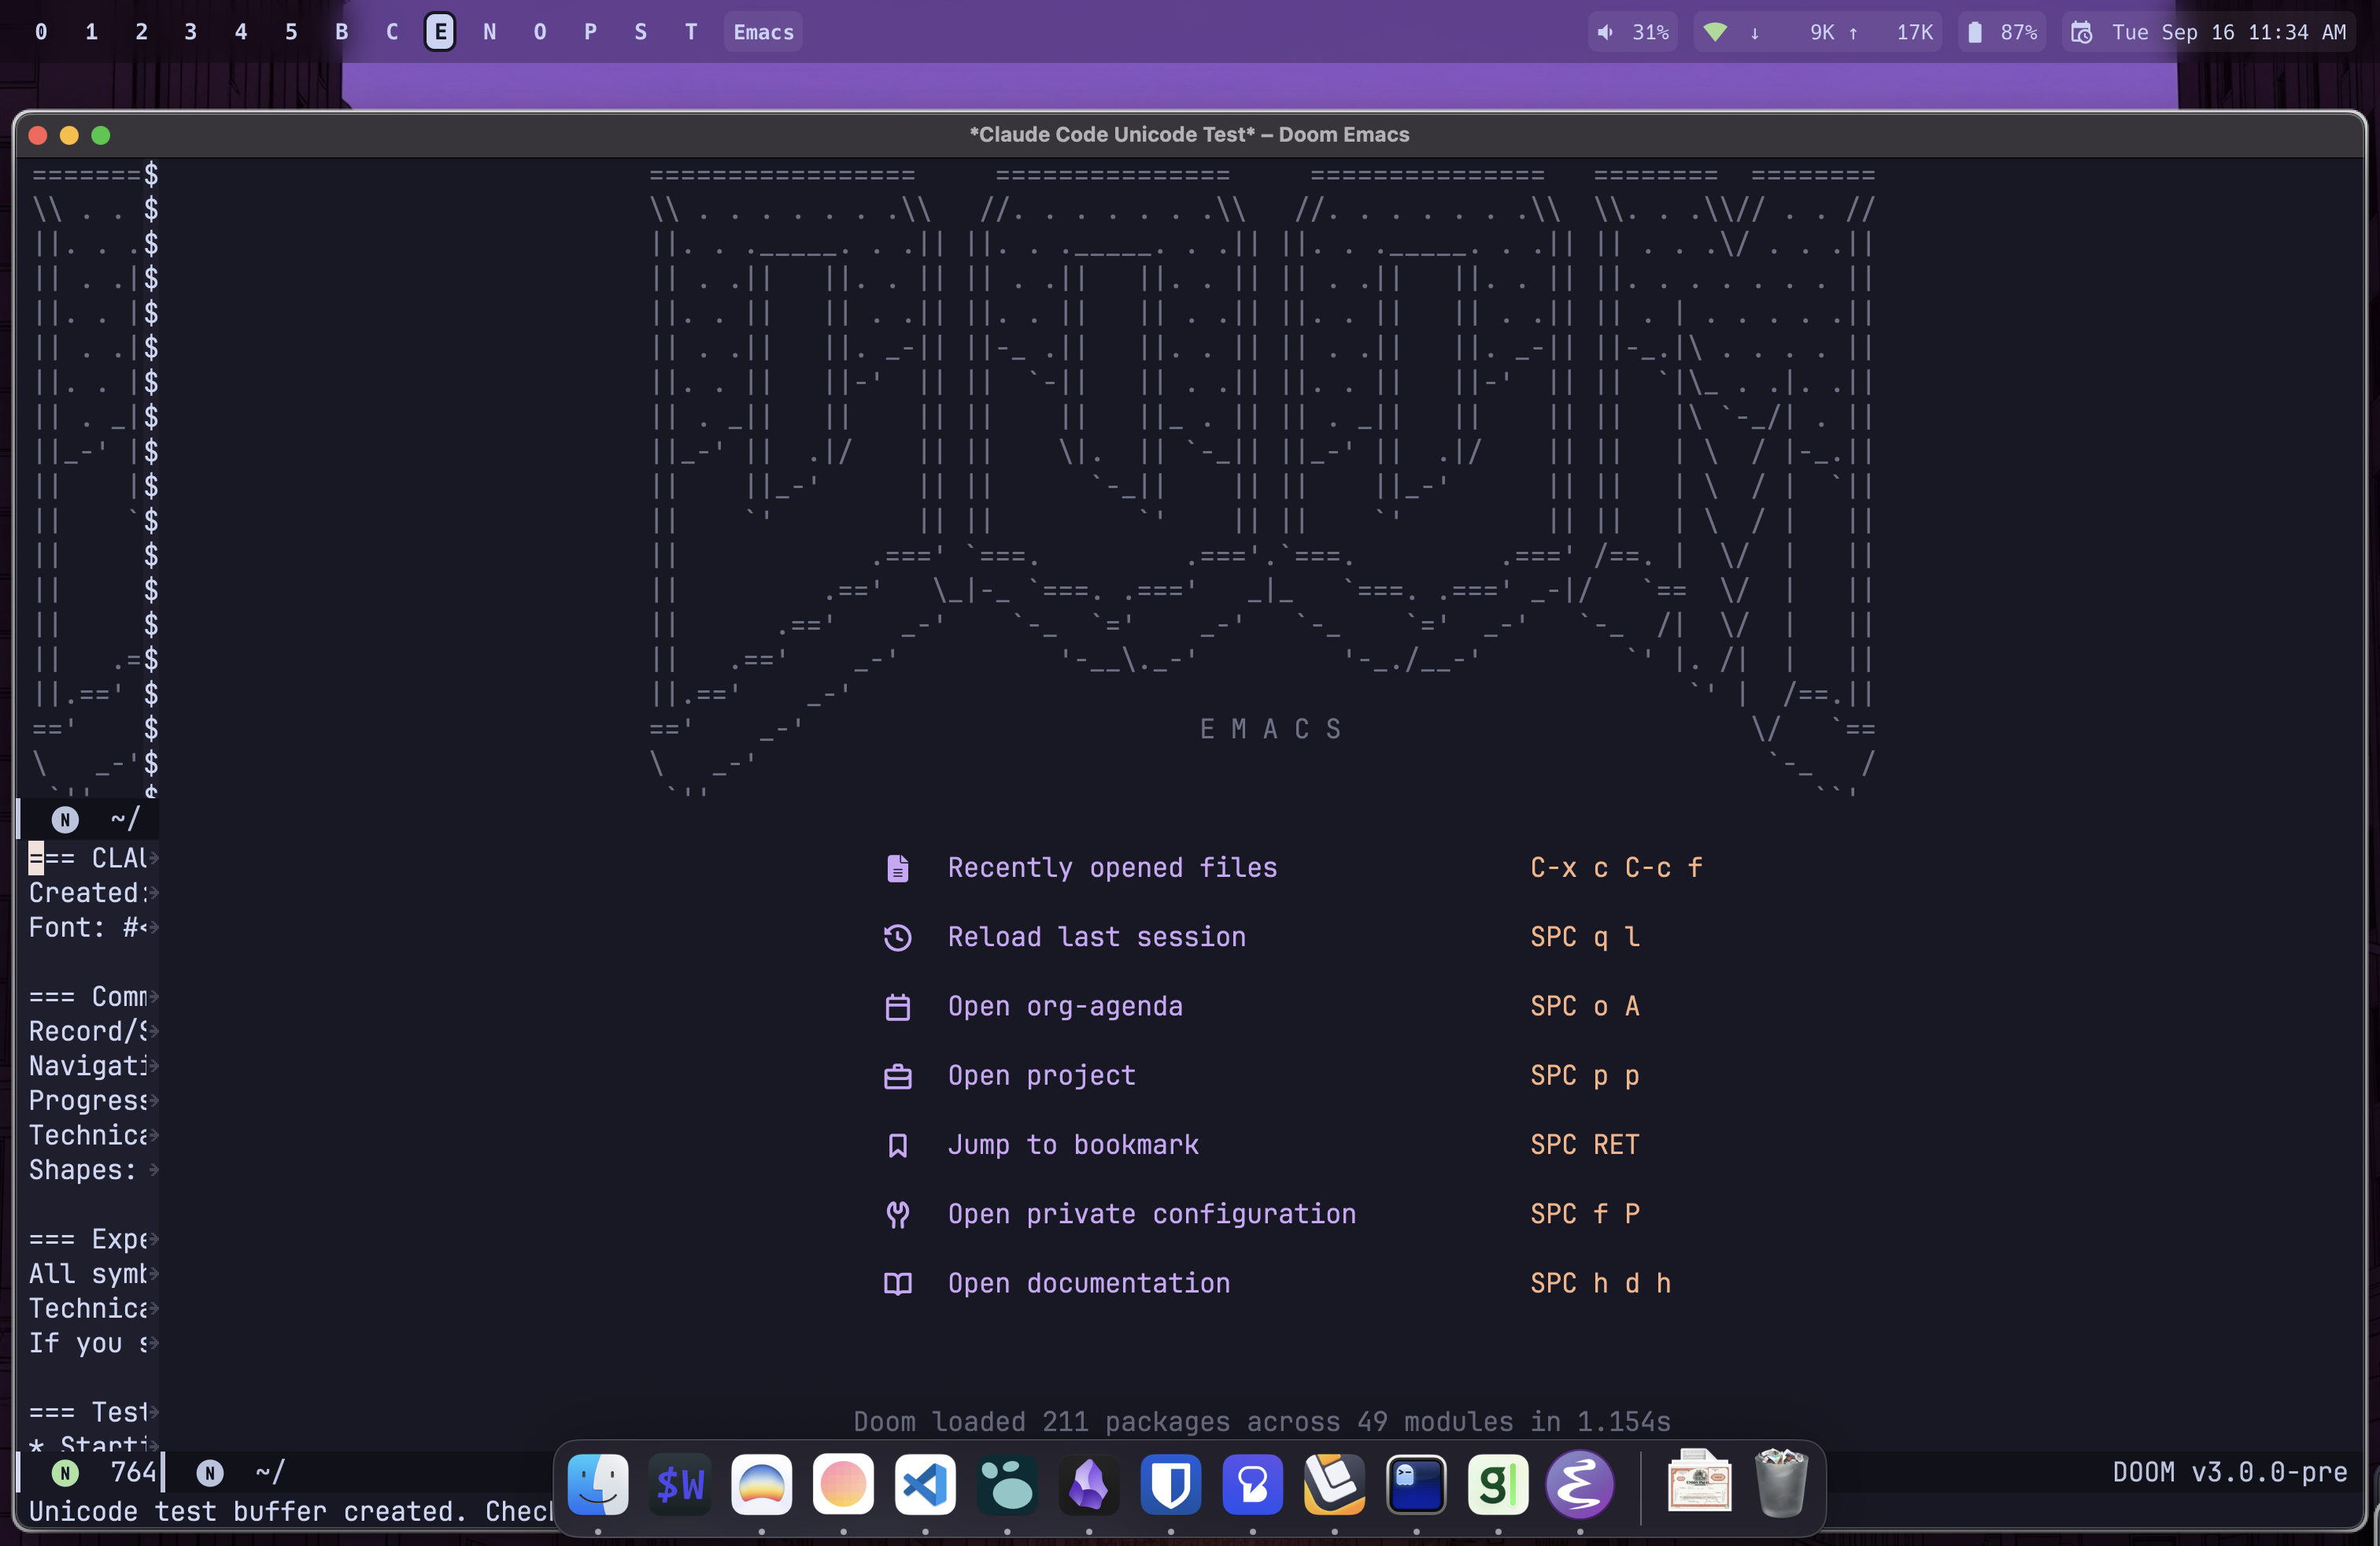 0 1 2 3 4 5 B C E N O P S T Emacs
31% ↓ 9K ↑ 17K 87% Tue Sep 16 11:34 AM
*Claude Code Unicode Test* – Doom Emacs
E M A C S
Recently opened files C-x c C-c f
Reload last session SPC q l
Open org-agenda SPC o A
Open project SPC p p
Jump to bookmark SPC RET
Open private configuration SPC f P
Open documentation SPC h d h
Doom loaded 211 packages across 49 modules in 1.154s
N ~/
=== CLAU
Created:
Font: #<
=== Comm
Record/S
Navigati
Progress
Technica
Shapes:
=== Expe
All symb
Technica
If you s
=== Test
* Starti
N 764 N ~/ DOOM v3.0.0-pre
Unicode test buffer created. Check
$W
g